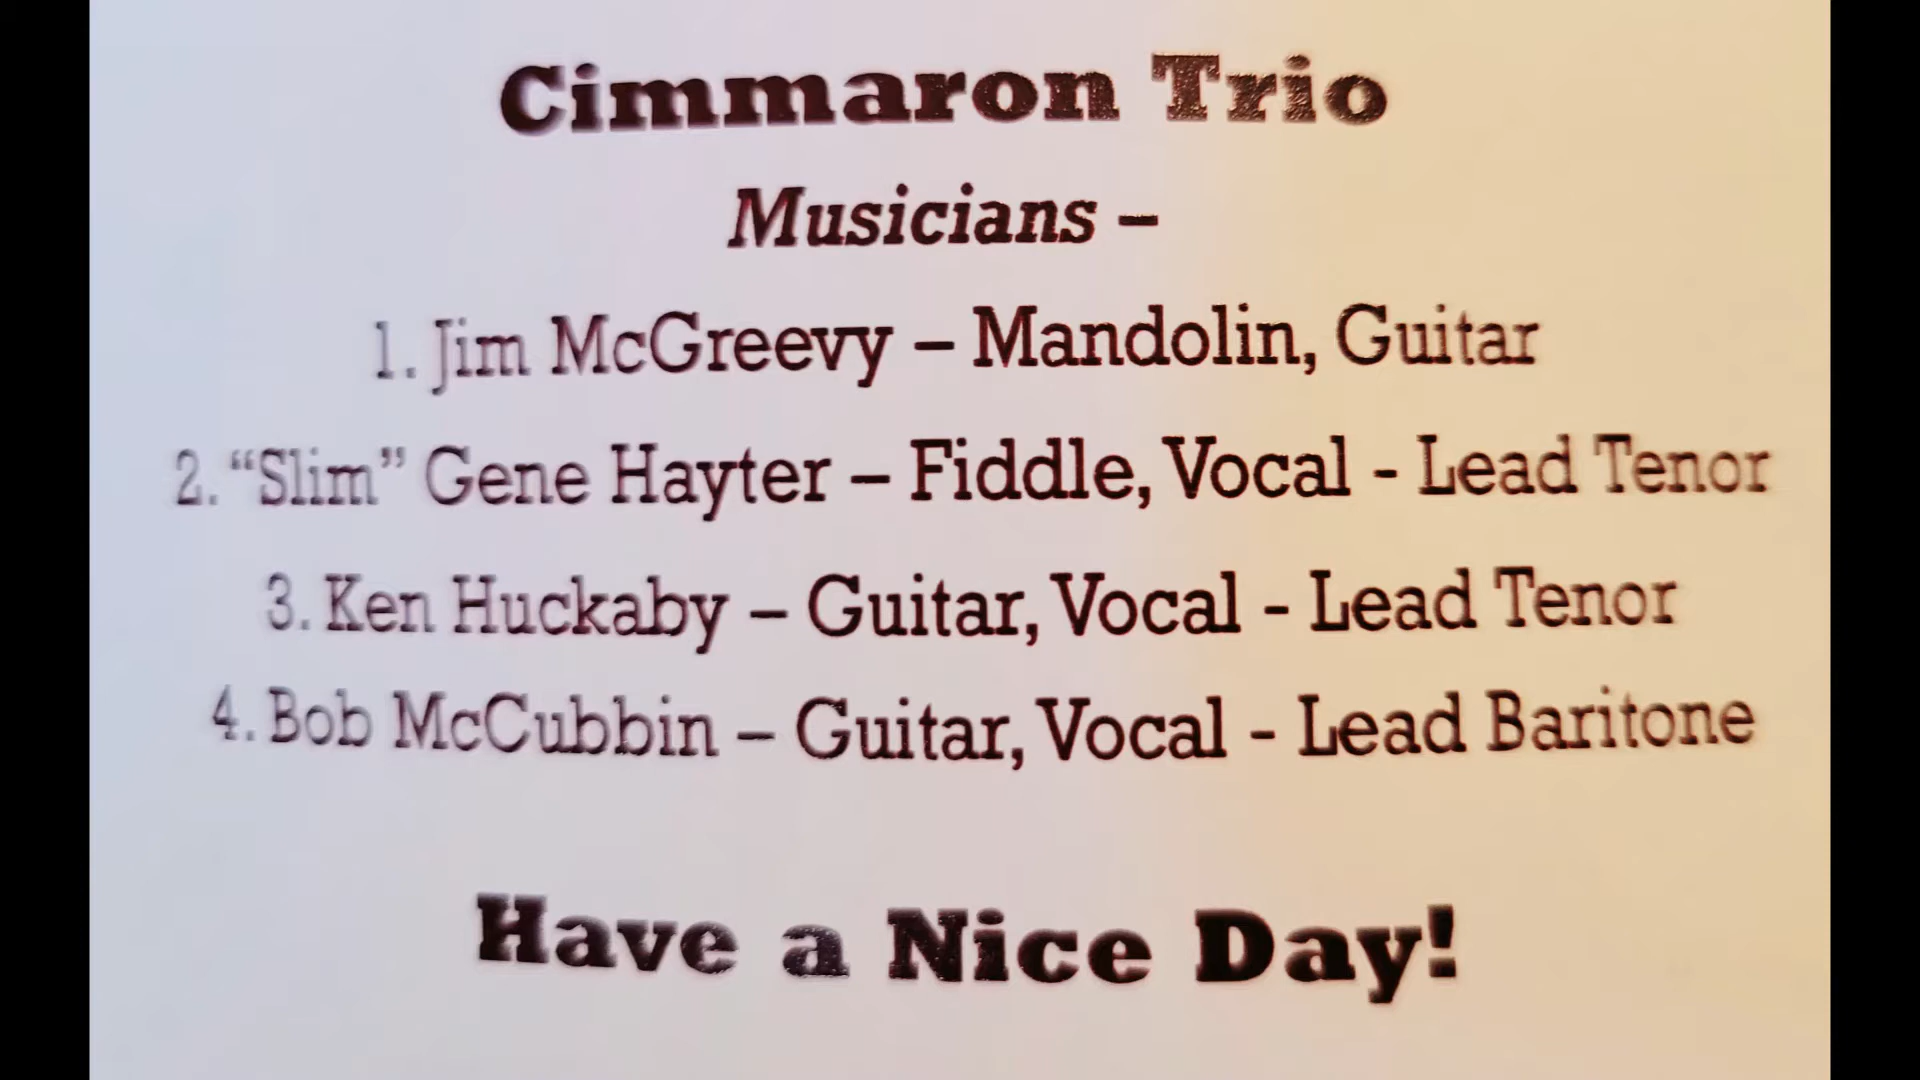 Cimmaron Trio
Musicians –
1. Jim McGreevy – Mandolin, Guitar
2. “Slim” Gene Hayter – Fiddle, Vocal - Lead Tenor
3. Ken Huckaby – Guitar, Vocal - Lead Tenor
4. Bob McCubbin – Guitar, Vocal - Lead Baritone
Have a Nice Day!